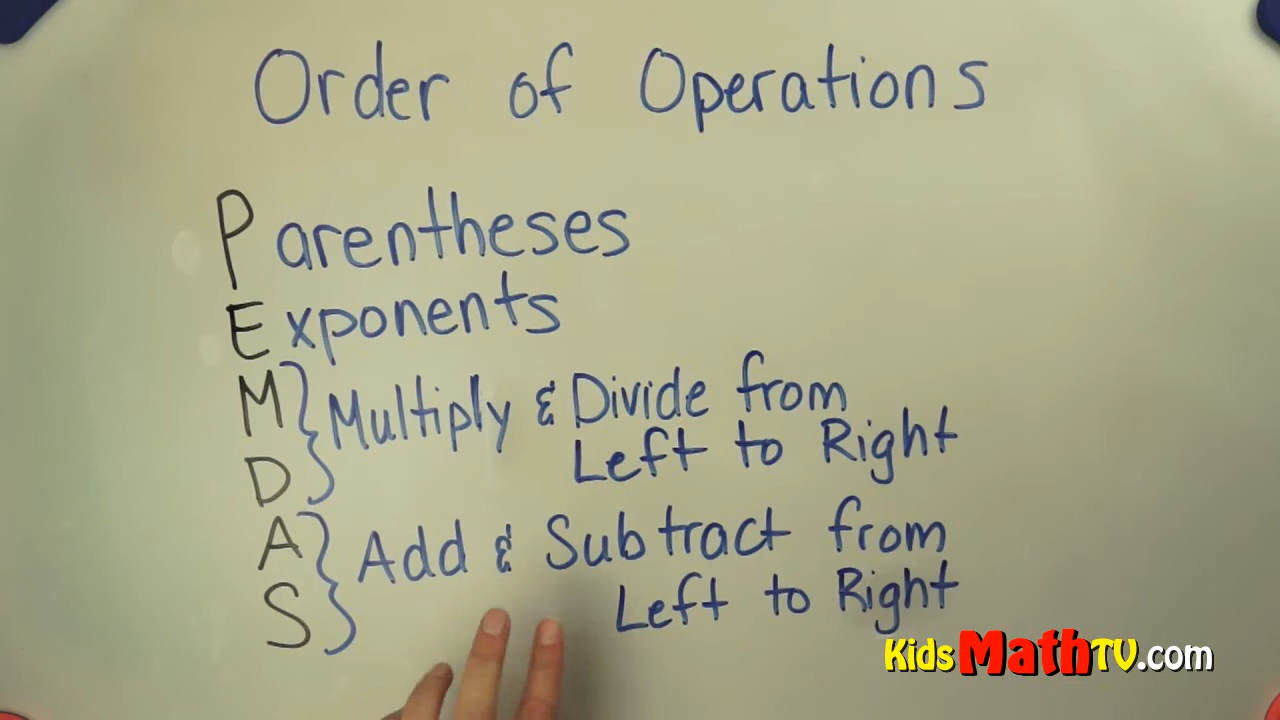 Order of Operations
Parentheses
Exponents
M } Multiply & Divide from
D Left to Right
A } Add & Subtract from
S Left to Right
KidsMathTV.com